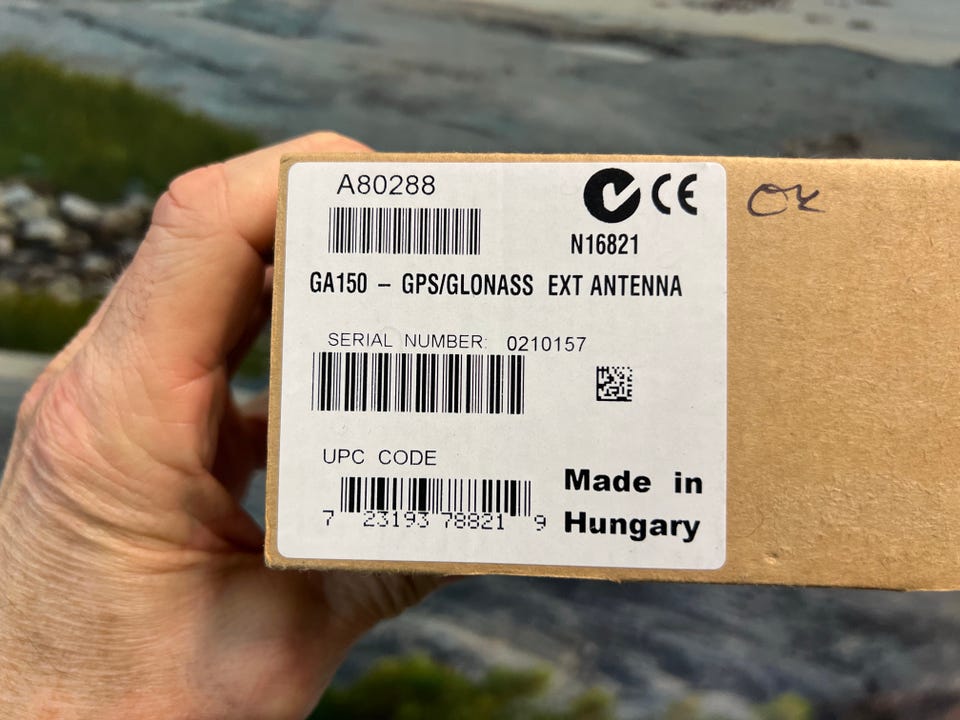 A80288
CE
N16821
GA150 – GPS/GLONASS EXT ANTENNA
SERIAL NUMBER: 0210157
UPC CODE
7 23193 78821 9
Made in
Hungary
OK